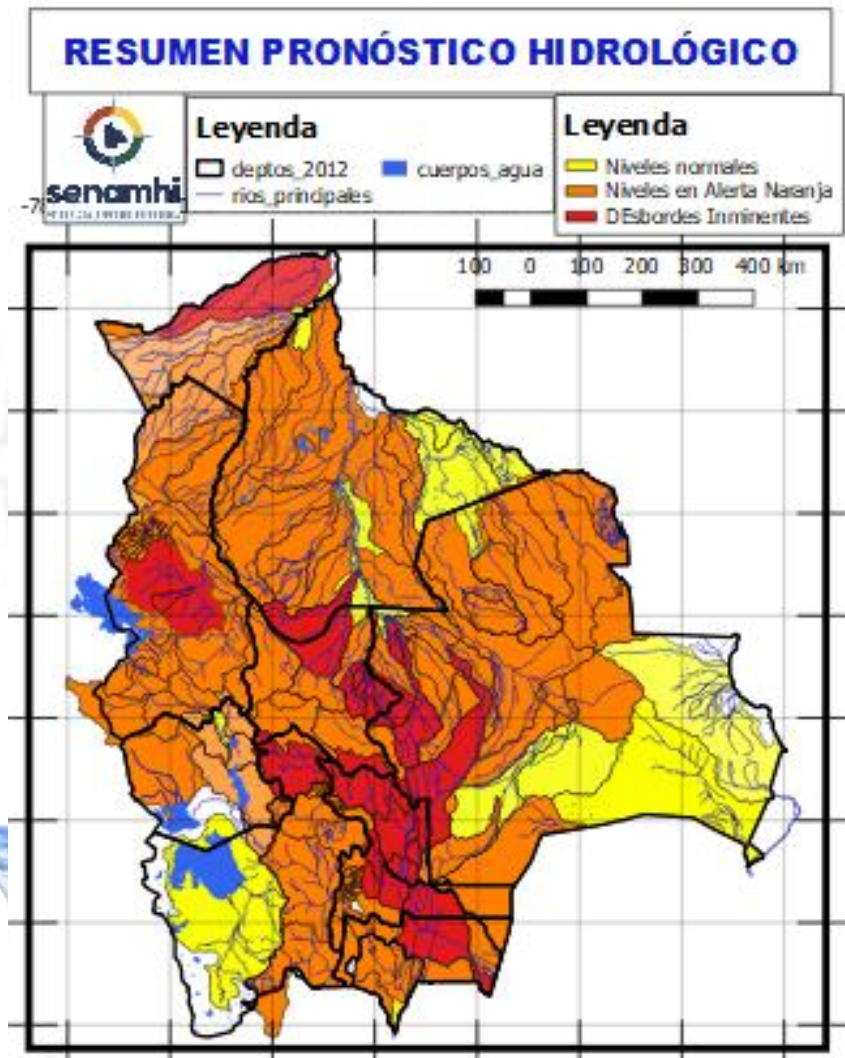 RESUMEN PRONÓSTICO HIDROLÓGICO
senamhi
Leyenda
deptos_2012
cuerpos_agua
rios_principales
Leyenda
Niveles normales
Niveles en Alerta Naranja
DEsbordes Inminentes
100 0 100 200 300 400 km